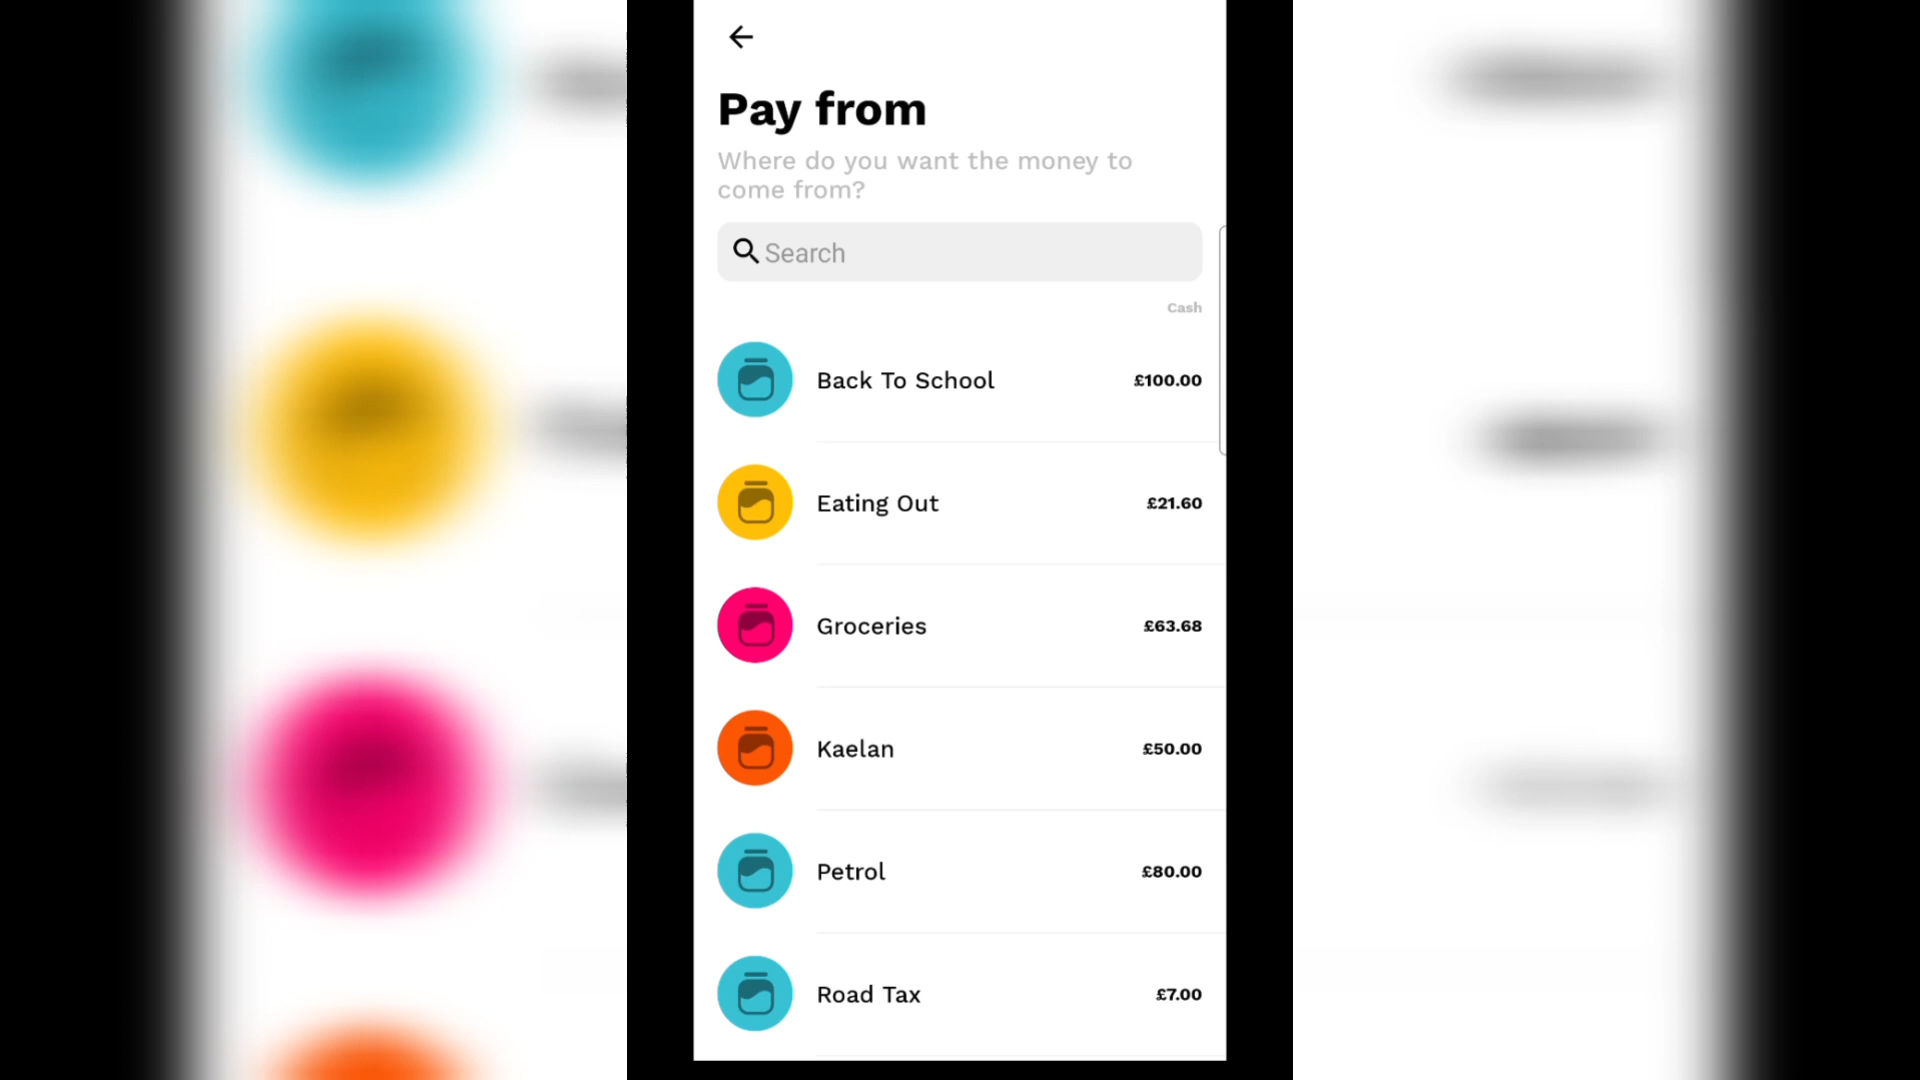 Pay from
Where do you want the money to
come from?
Search
Cash
Back To School £100.00
Eating Out £21.60
Groceries £63.68
Kaelan £50.00
Petrol £80.00
Road Tax £7.00